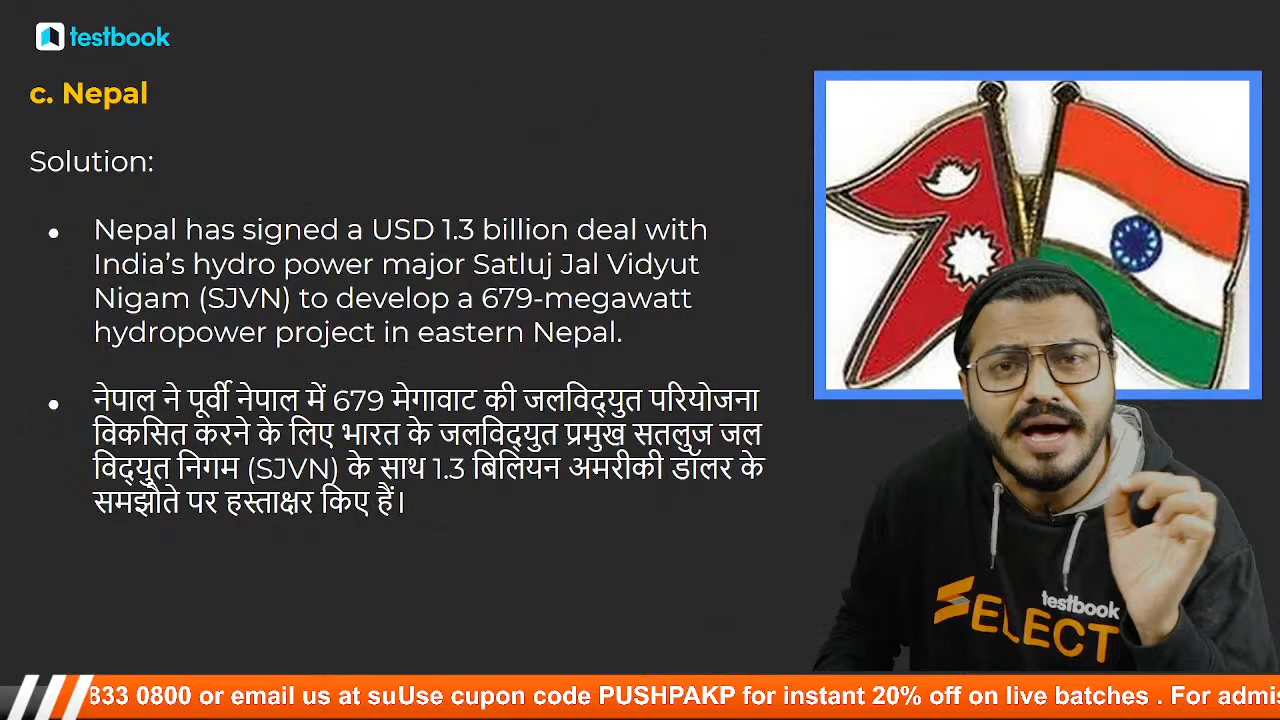 testbook
c. Nepal
Solution:
● Nepal has signed a USD 1.3 billion deal with
India’s hydro power major Satluj Jal Vidyut
Nigam (SJVN) to develop a 679-megawatt
hydropower project in eastern Nepal.
● नेपाल ने पूर्वी नेपाल में 679 मेगावाट की जलविद्युत परियोजना
विकसित करने के लिए भारत के जलविद्युत प्रमुख सतलुज जल
विद्युत निगम (SJVN) के साथ 1.3 बिलियन अमरीकी डॉलर के
समझौते पर हस्ताक्षर किए हैं।
testbook
SELECT
833 0800 or email us at suUse cupon code PUSHPAKP for instant 20% off on live batches . For admis